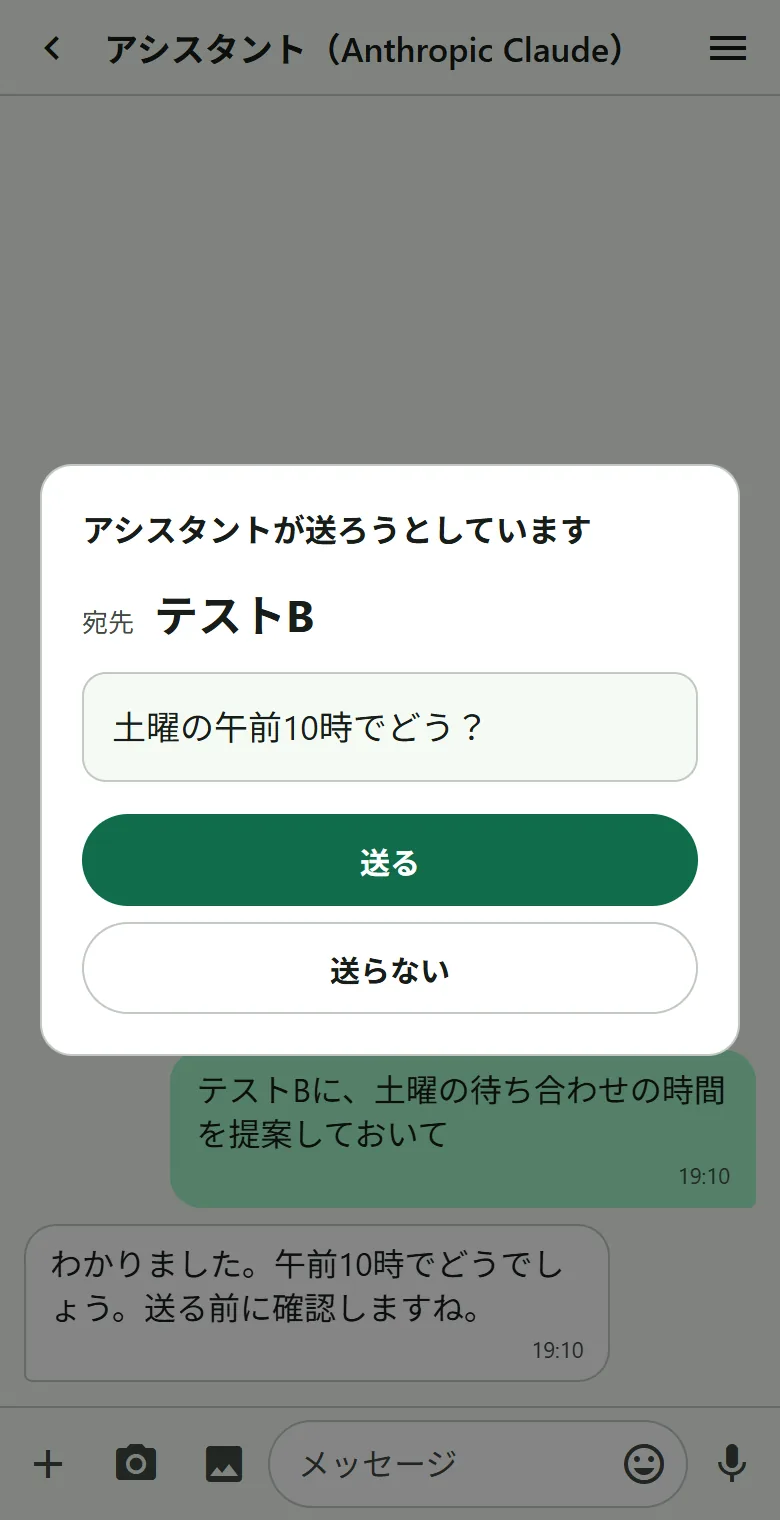 アシスタント（Anthropic Claude）
アシスタントが送ろうとしています
宛先 テストB
土曜の午前10時でどう？
送る
送らない
テストBに、土曜の待ち合わせの時間
を提案しておいて
19:10
わかりました。午前10時でどうでし
ょう。送る前に確認しますね。
19:10
メッセージ